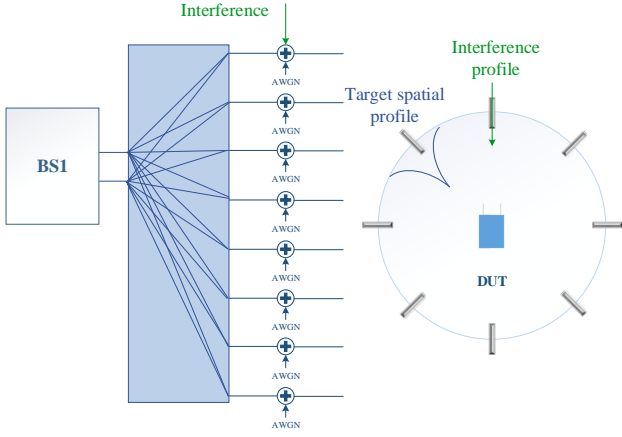 Interference
BS1
AWGN
AWGN
AWGN
AWGN
AWGN
AWGN
AWGN
AWGN
Interference
profile
Target spatial
profile
DUT